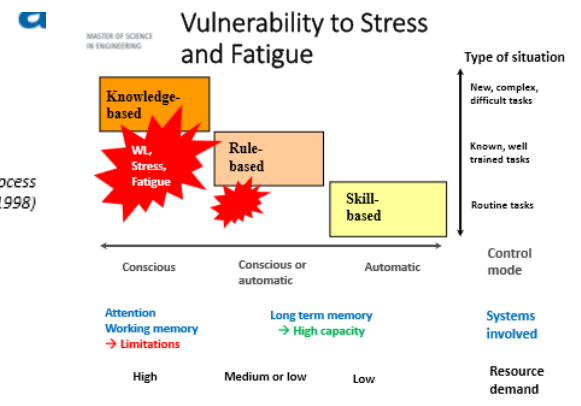 MASTER OF SCIENCE
IN ENGINEERING
Vulnerability to Stress
and Fatigue
Type of situation
Knowledge-
based
New, complex,
difficult tasks
WL,
Stress,
Fatigue
Rule-
based
Known, well
trained tasks
ocess
1998)
Skill-
based
Routine tasks
Conscious
Conscious or
automatic
Automatic
Control
mode
Attention
Working memory
→ Limitations
Long term memory
→ High capacity
Systems
involved
High
Medium or low
Low
Resource
demand